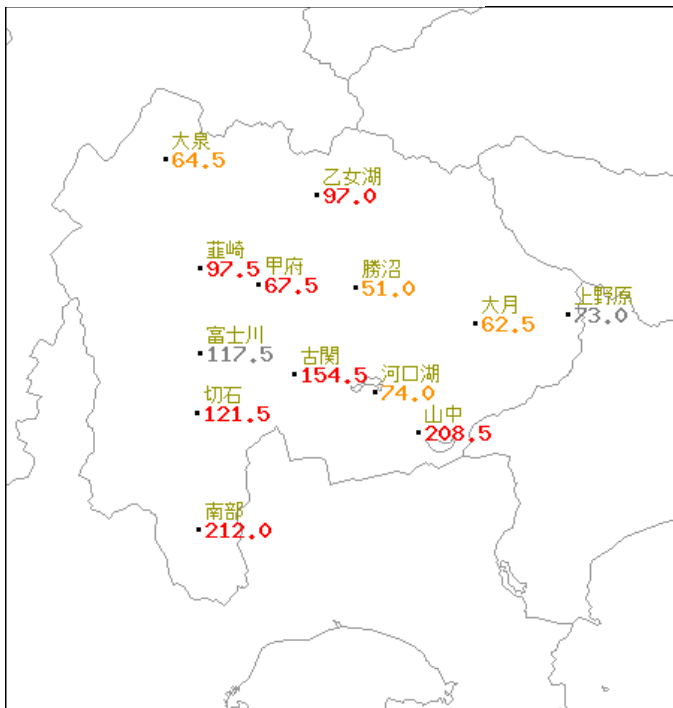 大泉
64.5
乙女湖
97.0
韮崎
97.5
甲府
67.5
勝沼
51.0
大月
62.5
上野原
73.0
富士川
117.5
古関
154.5
河口湖
74.0
切石
121.5
山中
208.5
南部
212.0